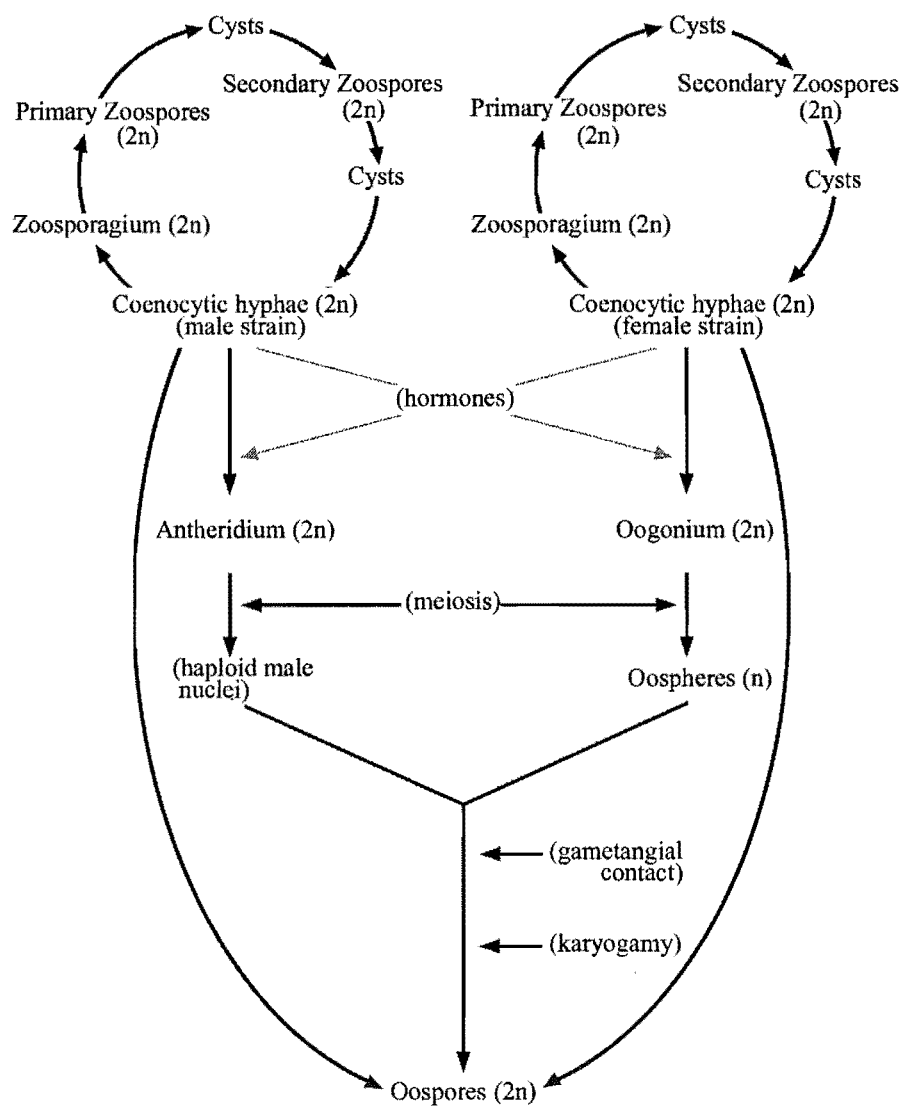 Cysts
Cysts
Secondary Zoospores
(2n)
Secondary Zoospores
(2n)
Primary Zoospores
(2n)
Primary Zoospores
(2n)
Cysts
Cysts
Zoosporagium (2n)
Zoosporagium (2n)
Coenocytic hyphae (2n)
(male strain)
Coenocytic hyphae (2n)
(female strain)
(hormones)
Antheridium (2n)
Oogonium (2n)
(meiosis)
(haploid male
nuclei)
Oospheres (n)
(gametangial
contact)
(karyogamy)
Oospores (2n)